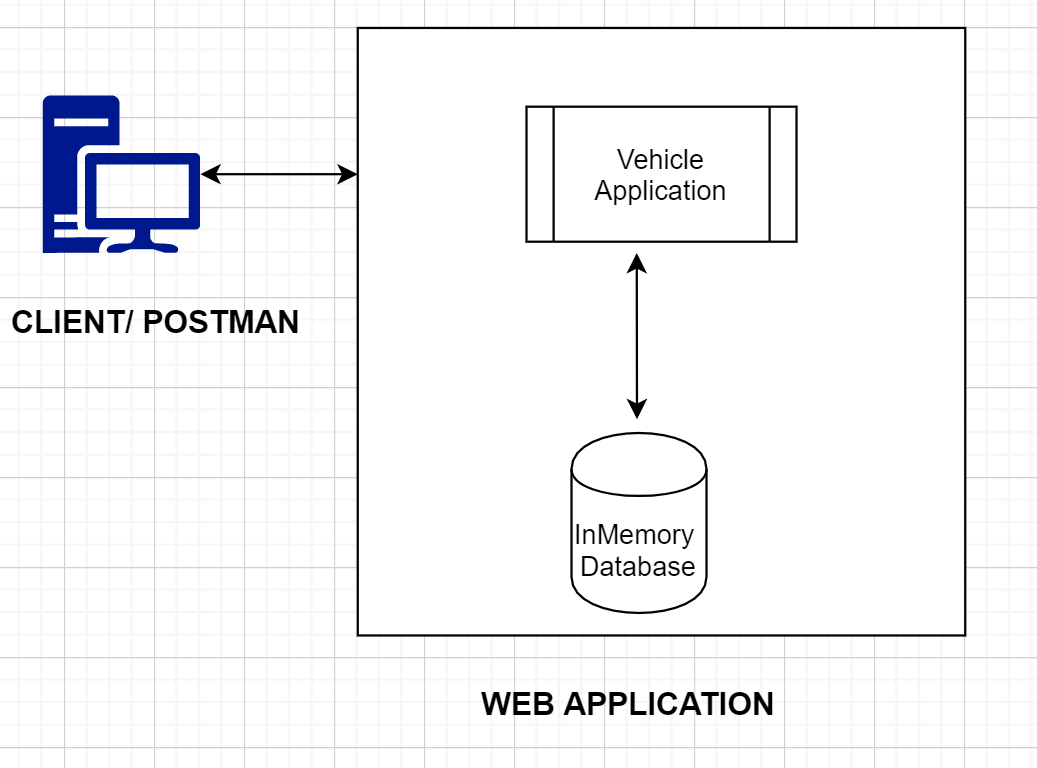 Vehicle
Application
CLIENT/ POSTMAN
InMemory
Database
WEB APPLICATION